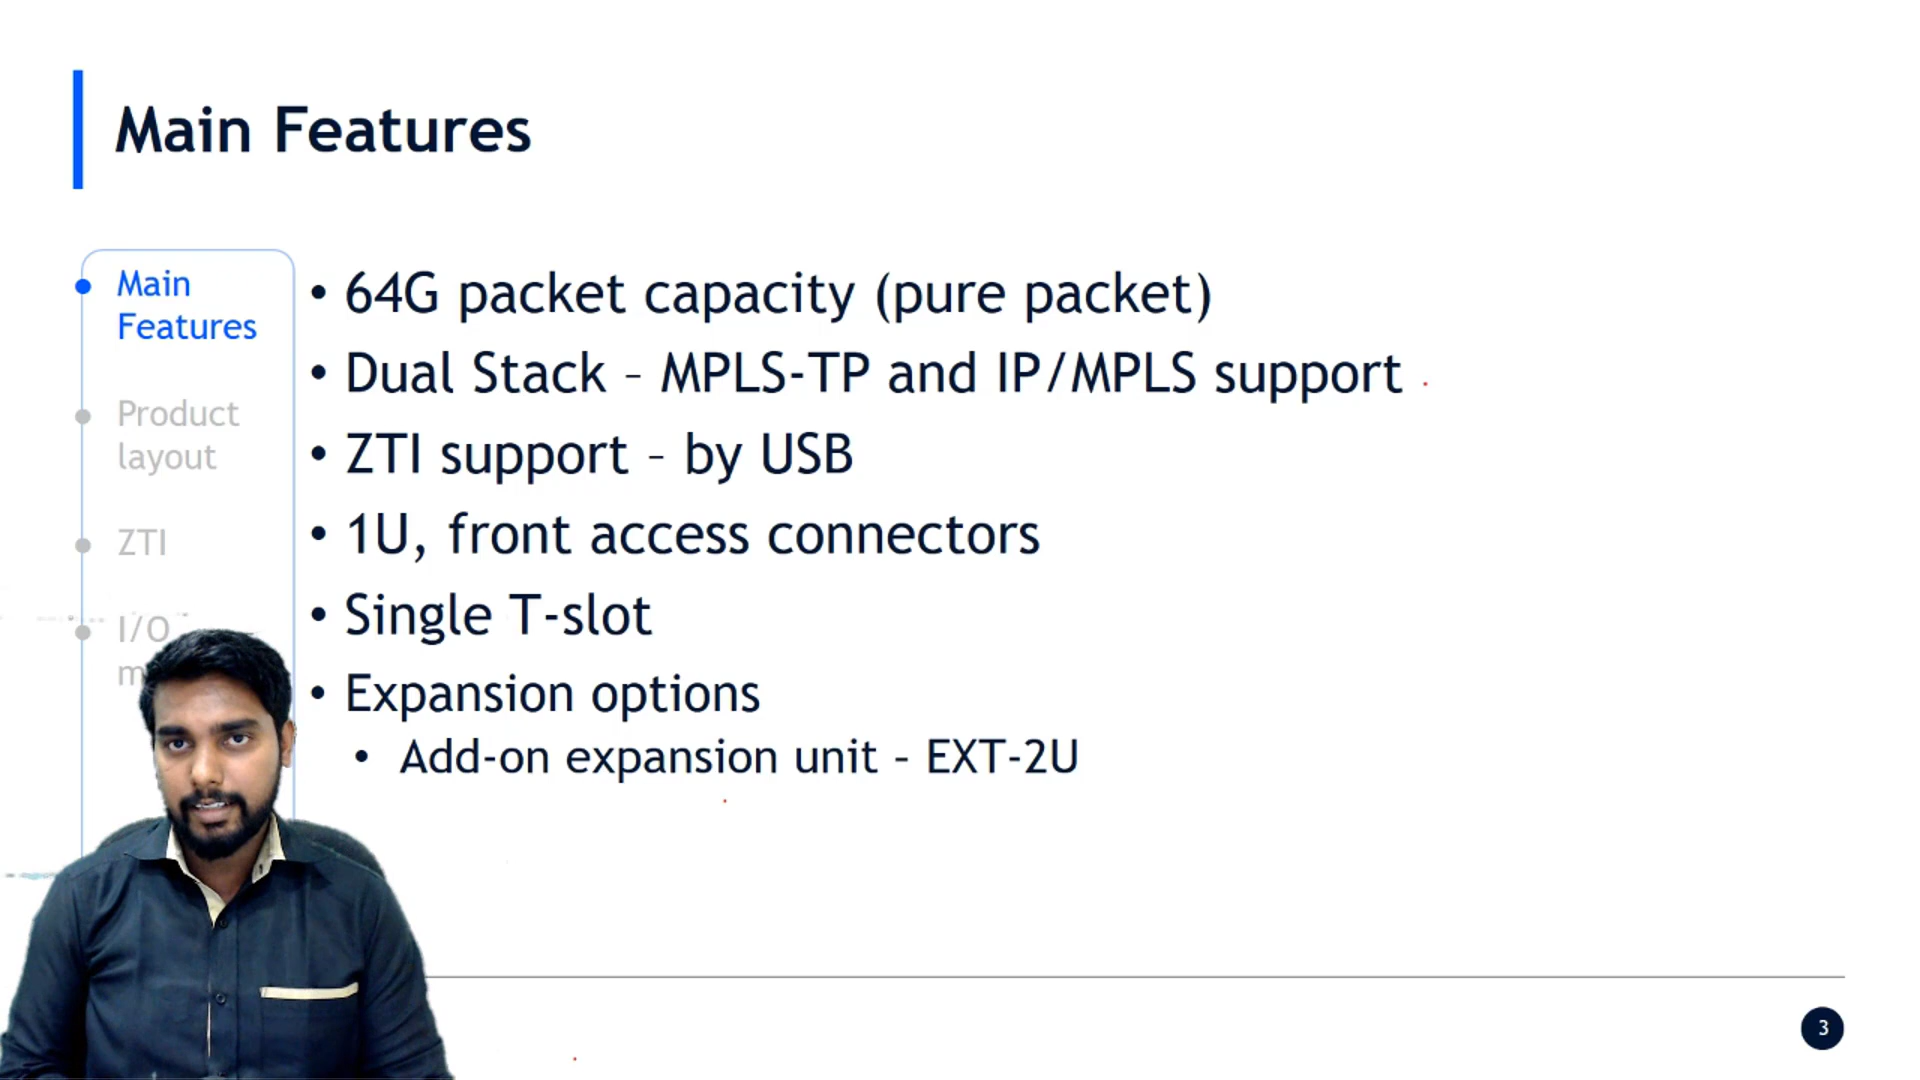 Main Features
Main
Features
Product
layout
ZTI
I/O
• 64G packet capacity (pure packet)
• Dual Stack – MPLS-TP and IP/MPLS support
• ZTI support – by USB
• 1U, front access connectors
• Single T-slot
• Expansion options
• Add-on expansion unit – EXT-2U
3